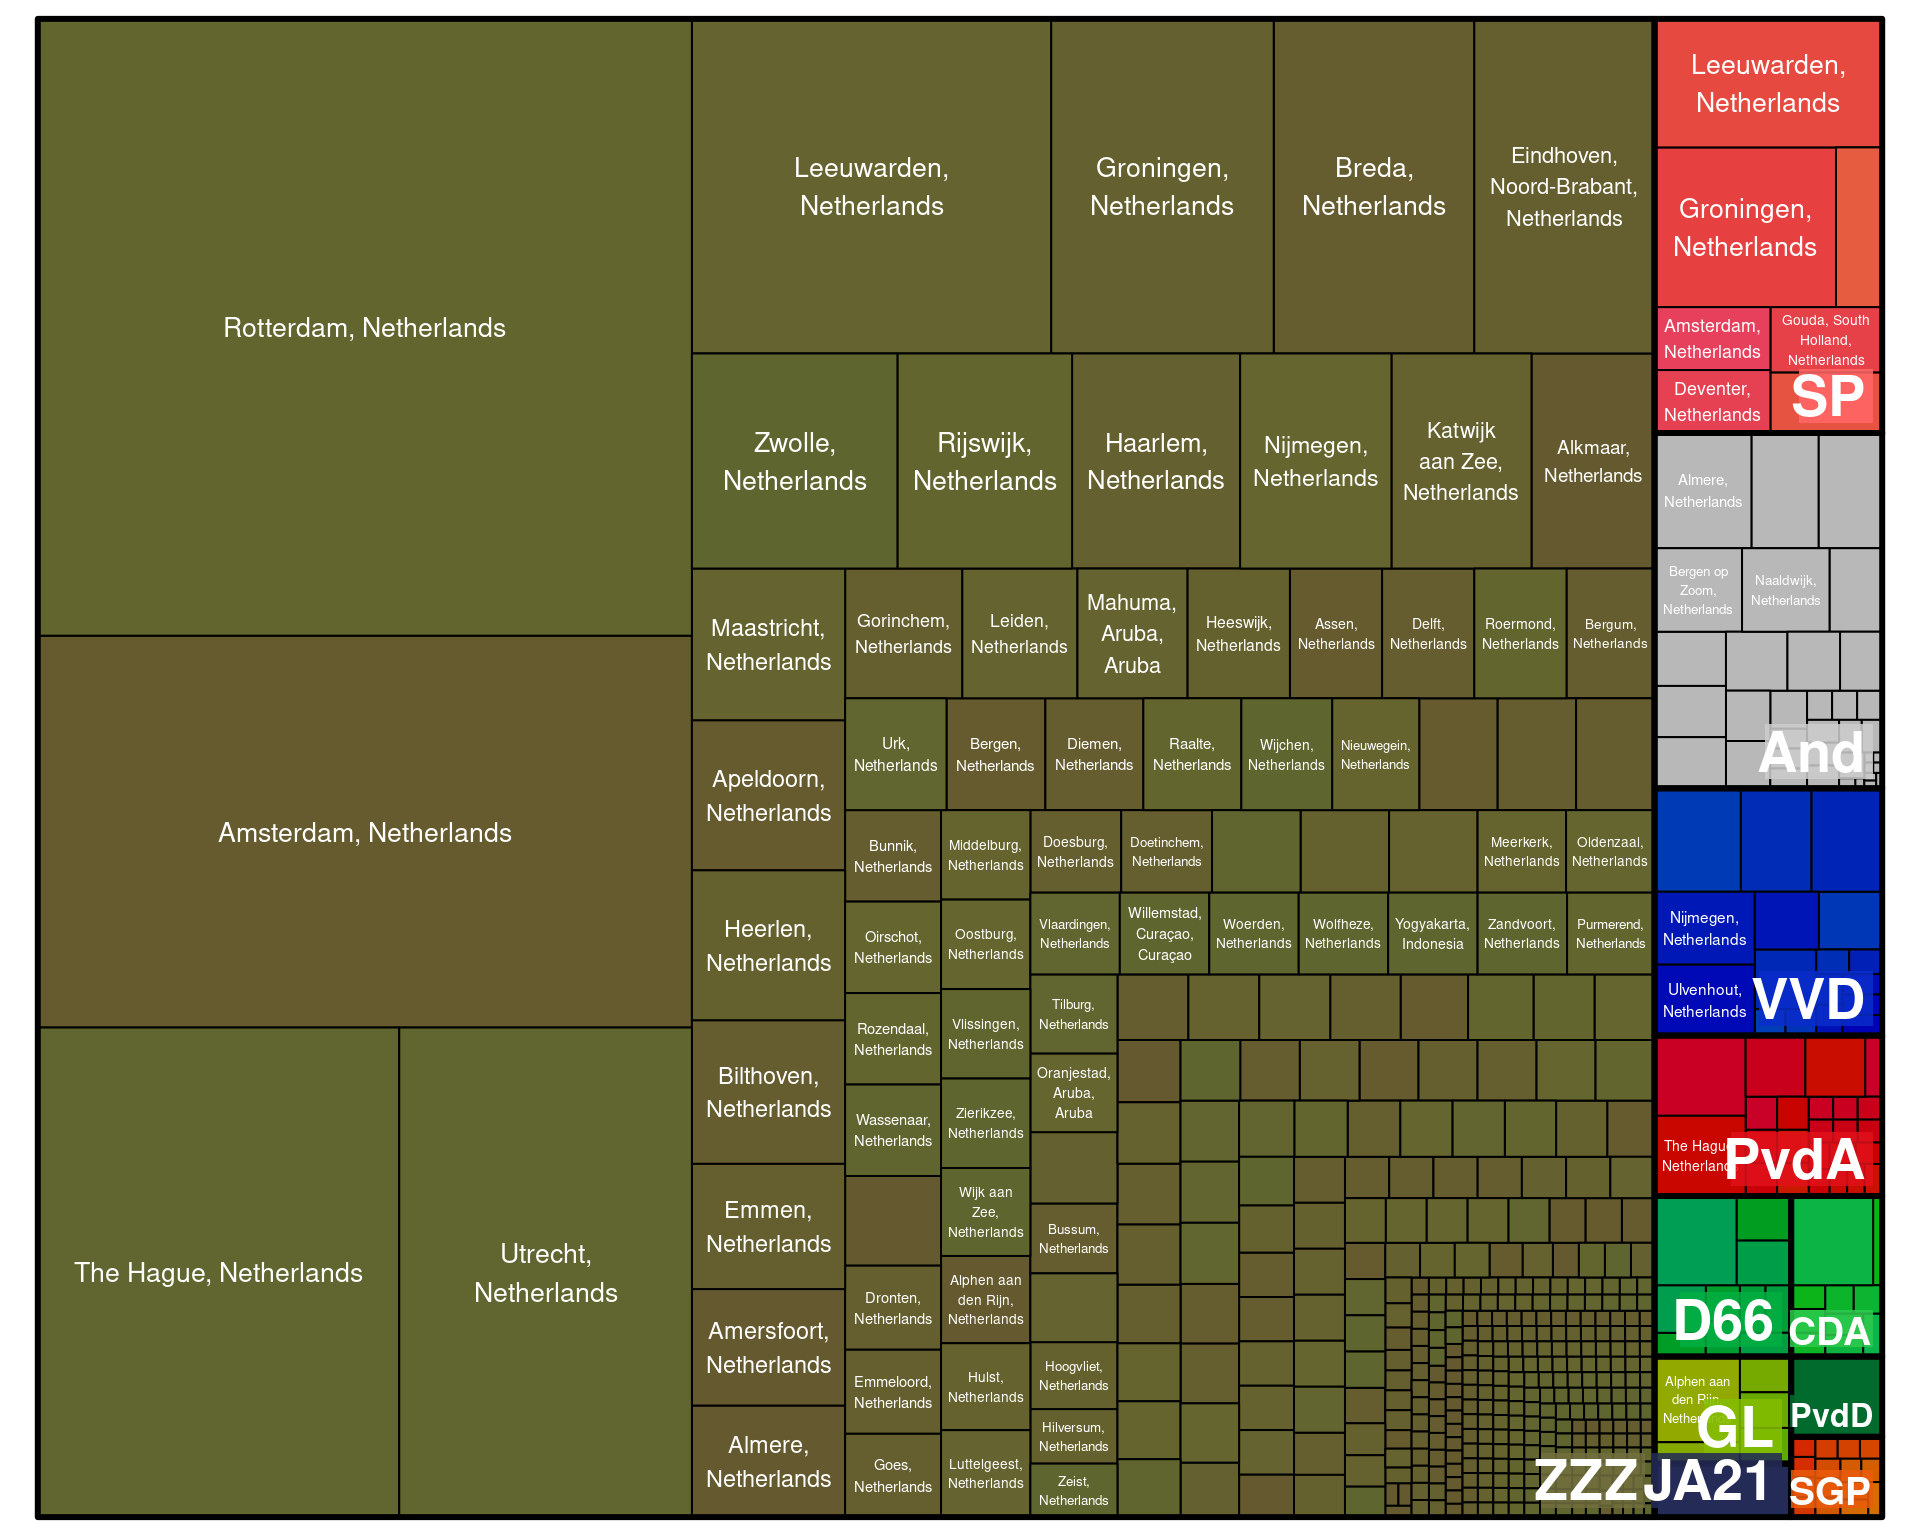 Rotterdam, Netherlands
Amsterdam, Netherlands
The Hague, Netherlands
Utrecht,
Netherlands
Leeuwarden,
Netherlands
Groningen,
Netherlands
Breda,
Netherlands
Eindhoven,
Noord-Brabant,
Netherlands
Zwolle,
Netherlands
Rijswijk,
Netherlands
Haarlem,
Netherlands
Nijmegen,
Netherlands
Katwijk
aan Zee,
Netherlands
Alkmaar,
Netherlands
Maastricht,
Netherlands
Apeldoorn,
Netherlands
Heerlen,
Netherlands
Bilthoven,
Netherlands
Emmen,
Netherlands
Amersfoort,
Netherlands
Almere,
Netherlands
Gorinchem,
Netherlands
Leiden,
Netherlands
Mahuma,
Aruba,
Aruba
Heeswijk,
Netherlands
Assen,
Netherlands
Delft,
Netherlands
Roermond,
Netherlands
Bergum,
Netherlands
Urk,
Netherlands
Bergen,
Netherlands
Diemen,
Netherlands
Raalte,
Netherlands
Wijchen,
Netherlands
Nieuwegein,
Netherlands
Bunnik,
Netherlands
Oirschot,
Netherlands
Rozendaal,
Netherlands
Wassenaar,
Netherlands
Dronten,
Netherlands
Emmeloord,
Netherlands
Goes,
Netherlands
Middelburg,
Netherlands
Oostburg,
Netherlands
Vlissingen,
Netherlands
Zierikzee,
Netherlands
Wijk aan
Zee,
Netherlands
Alphen aan
den Rijn,
Netherlands
Hulst,
Netherlands
Luttelgeest,
Netherlands
Doesburg,
Netherlands
Doetinchem,
Netherlands
Meerkerk,
Netherlands
Oldenzaal,
Netherlands
Vlaardingen,
Netherlands
Willemstad,
Curaçao,
Curaçao
Woerden,
Netherlands
Wolfheze,
Netherlands
Yogyakarta,
Indonesia
Zandvoort,
Netherlands
Purmerend,
Netherlands
Tilburg,
Netherlands
Oranjestad,
Aruba,
Aruba
Bussum,
Netherlands
Hoogvliet,
Netherlands
Hilversum,
Netherlands
Zeist,
Netherlands
ZZZ
Leeuwarden,
Netherlands
Groningen,
Netherlands
Amsterdam,
Netherlands
Gouda, South
Holland,
Netherlands
Deventer,
Netherlands
SP
Almere,
Netherlands
Bergen op
Zoom,
Netherlands
Naaldwijk,
Netherlands
And
Nijmegen,
Netherlands
Ulvenhout,
Netherlands
VVD
The Hague,
Netherlands
PvdA
D66
CDA
Alphen aan
den Rijn,
Netherlands
GL
PvdD
JA21
SGP